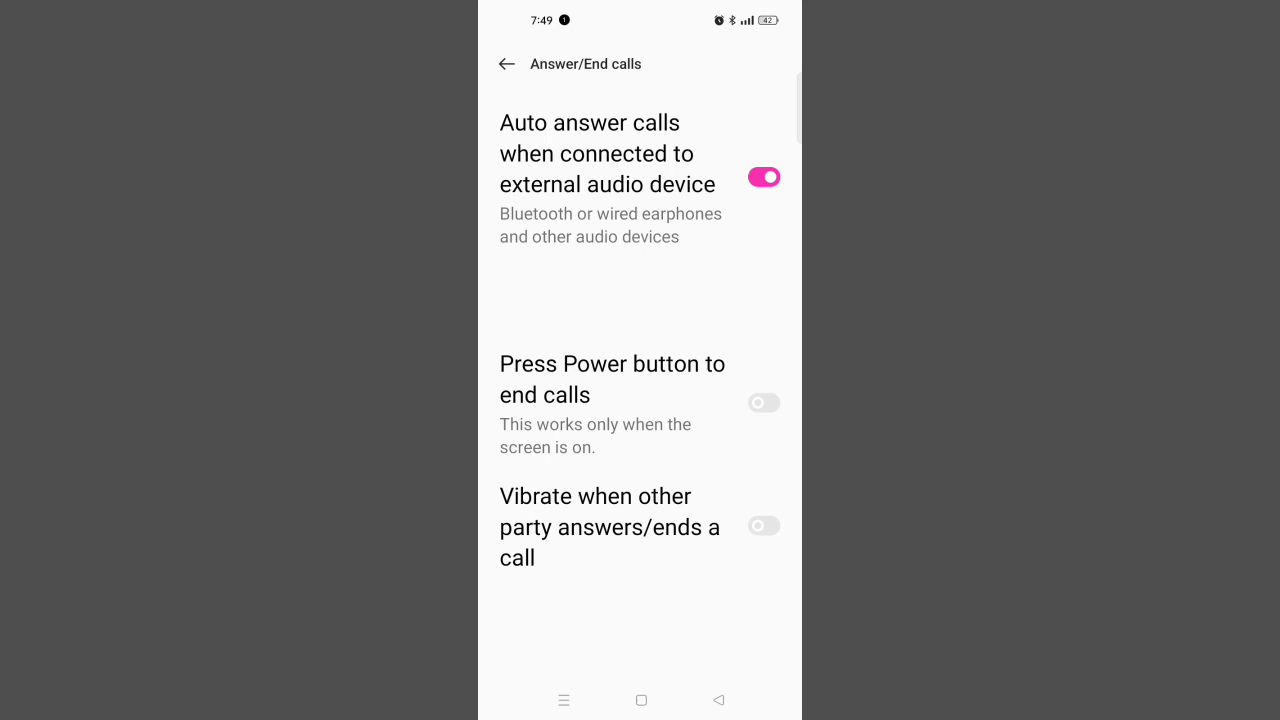 7:49 1 42
Answer/End calls
Auto answer calls
when connected to
external audio device
Bluetooth or wired earphones
and other audio devices
Press Power button to
end calls
This works only when the
screen is on.
Vibrate when other
party answers/ends a
call